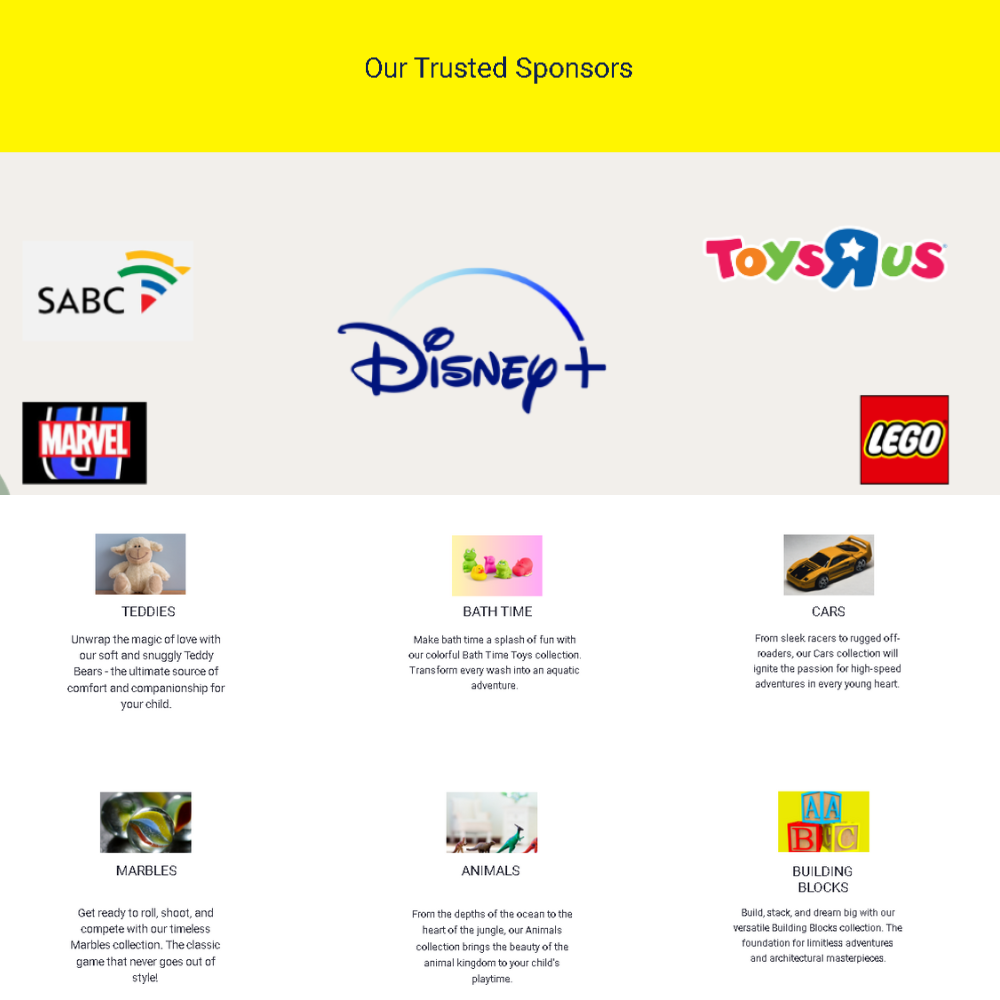 Our Trusted Sponsors
SABC
TOYSRUS
DISNEY+
MARVEL
U
LEGO
TEDDIES
Unwrap the magic of love with
our soft and snuggly Teddy
Bears - the ultimate source of
comfort and companionship for
your child.
BATH TIME
Make bath time a splash of fun with
our colorful Bath Time Toys collection.
Transform every wash into an aquatic
adventure.
CARS
From sleek racers to rugged off-
roaders, our Cars collection will
ignite the passion for high-speed
adventures in every young heart.
MARBLES
Get ready to roll, shoot, and
compete with our timeless
Marbles collection. The classic
game that never goes out of
style!
ANIMALS
From the depths of the ocean to the
heart of the jungle, our Animals
collection brings the beauty of the
animal kingdom to your child's
playtime.
A A
B C
BUILDING
BLOCKS
Build, stack, and dream big with our
versatile Building Blocks collection. The
foundation for limitless adventures
and architectural masterpieces.